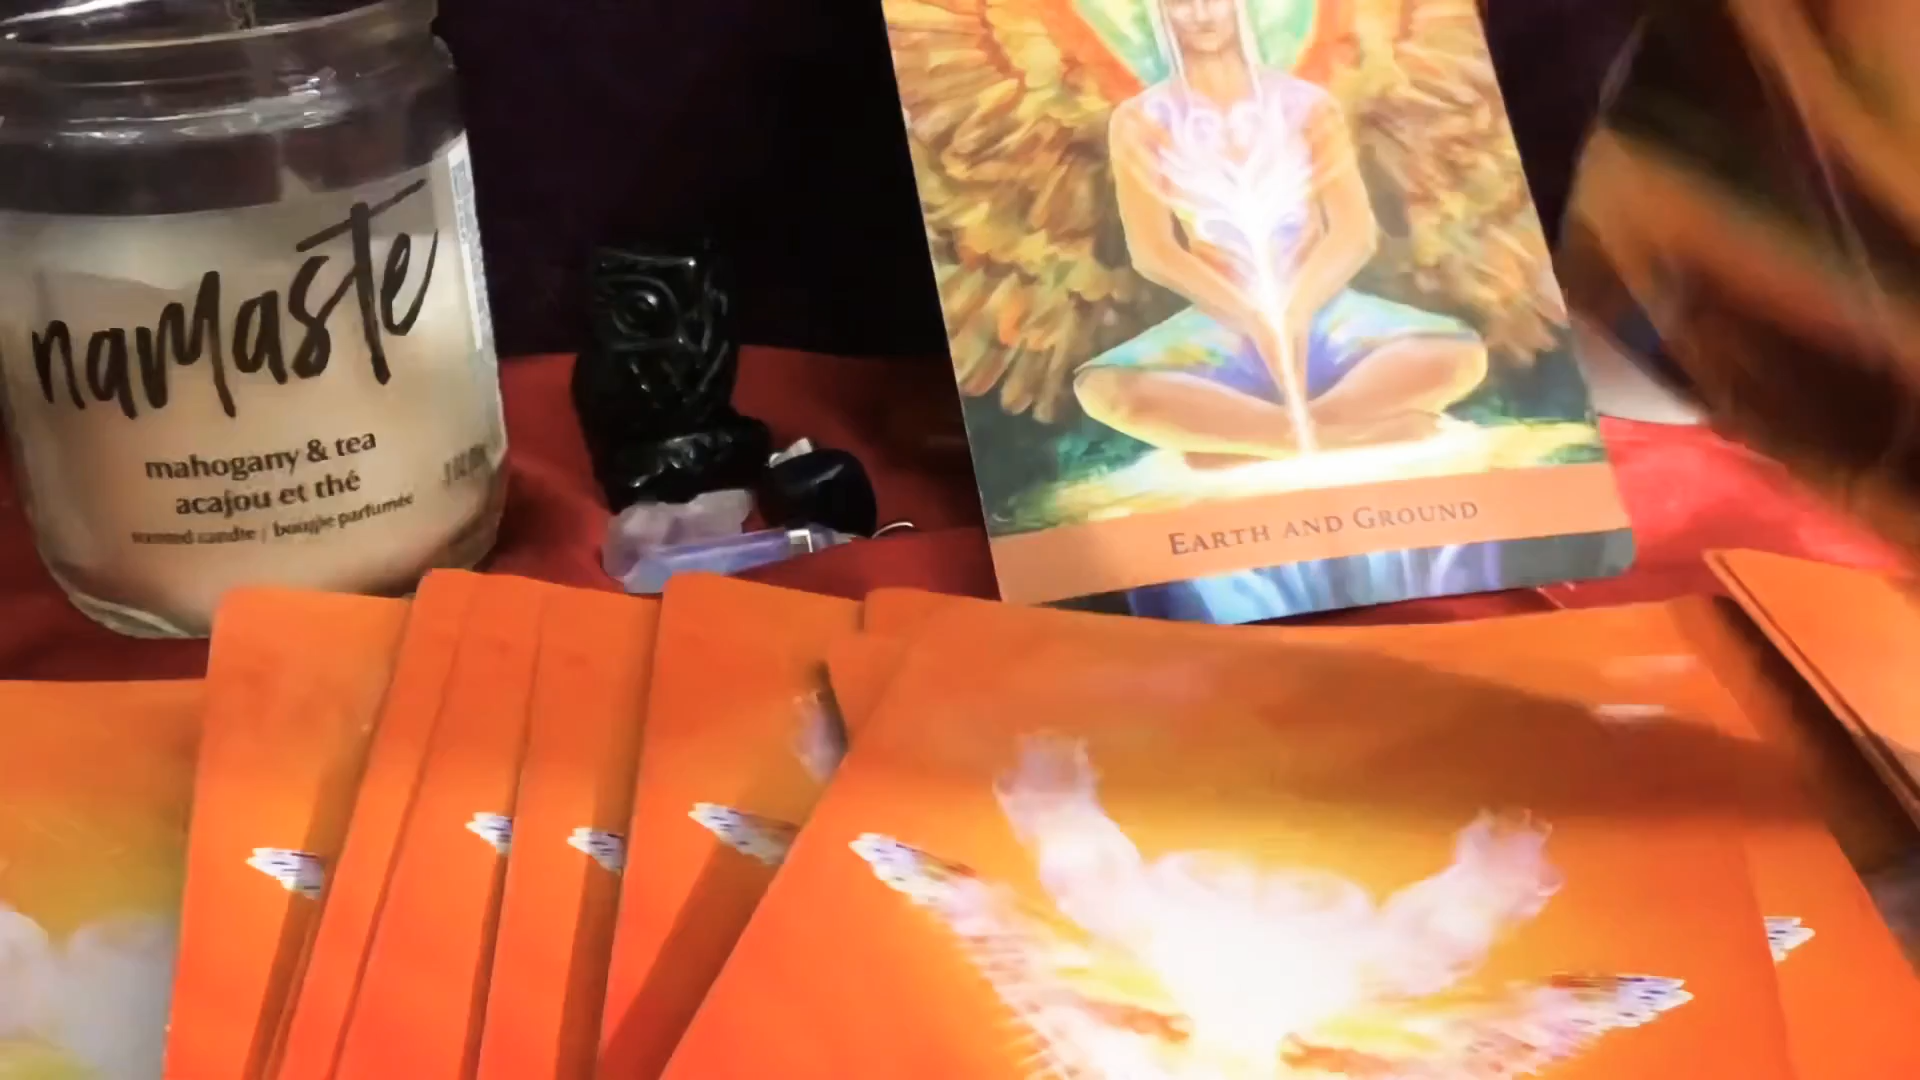 namaste
mahogany & tea
acajou et thé
scented candle / bougie parfumée
EARTH AND GROUND